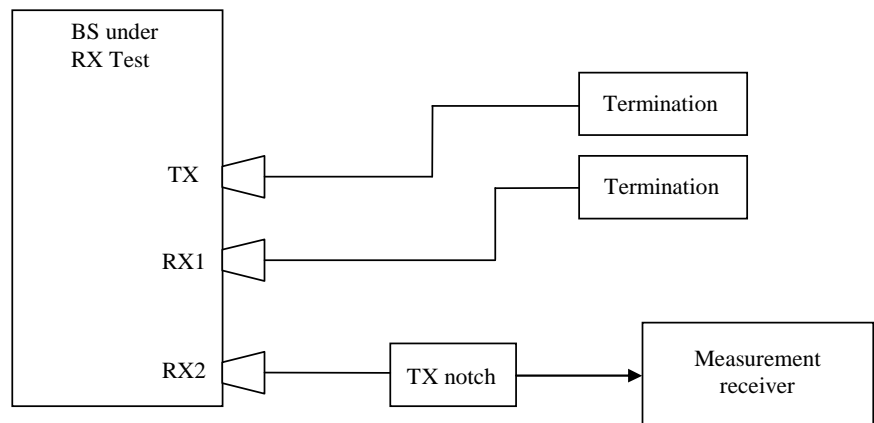 BS under
RX Test
Termination
TX
Termination
RX1
RX2
TX notch
Measurement
receiver